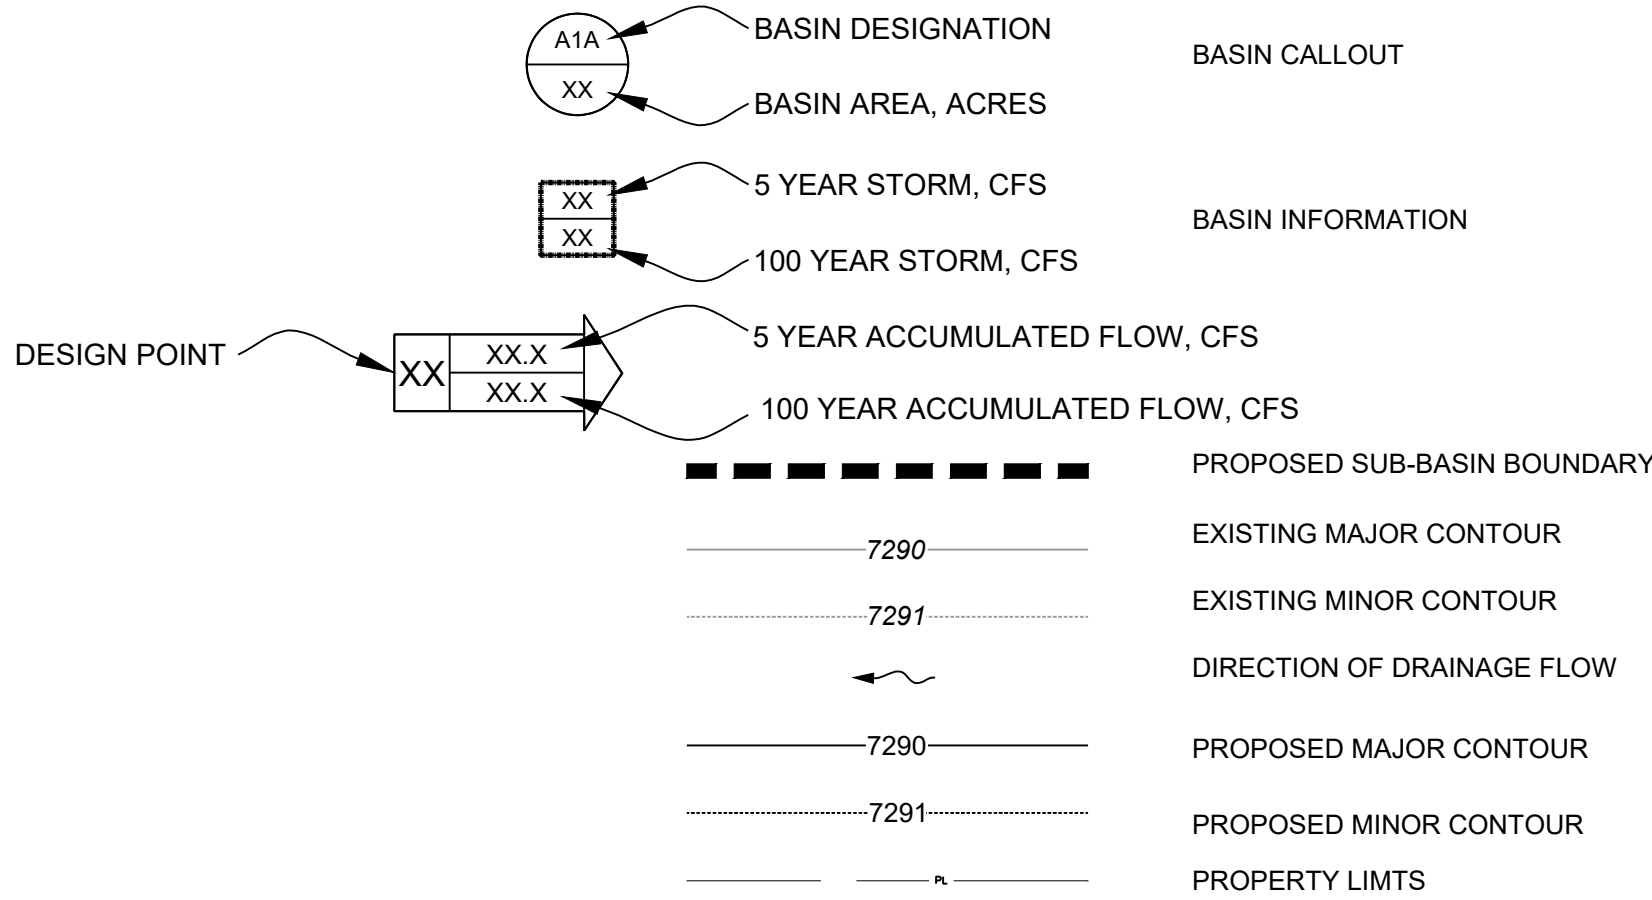 A1A
XX
BASIN DESIGNATION
BASIN AREA, ACRES
BASIN CALLOUT
XX
XX
5 YEAR STORM, CFS
100 YEAR STORM, CFS
BASIN INFORMATION
DESIGN POINT
XX
XX.X
XX.X
5 YEAR ACCUMULATED FLOW, CFS
100 YEAR ACCUMULATED FLOW, CFS
PROPOSED SUB-BASIN BOUNDARY
7290
EXISTING MAJOR CONTOUR
7291
EXISTING MINOR CONTOUR
DIRECTION OF DRAINAGE FLOW
7290
PROPOSED MAJOR CONTOUR
7291
PROPOSED MINOR CONTOUR
PL
PROPERTY LIMTS